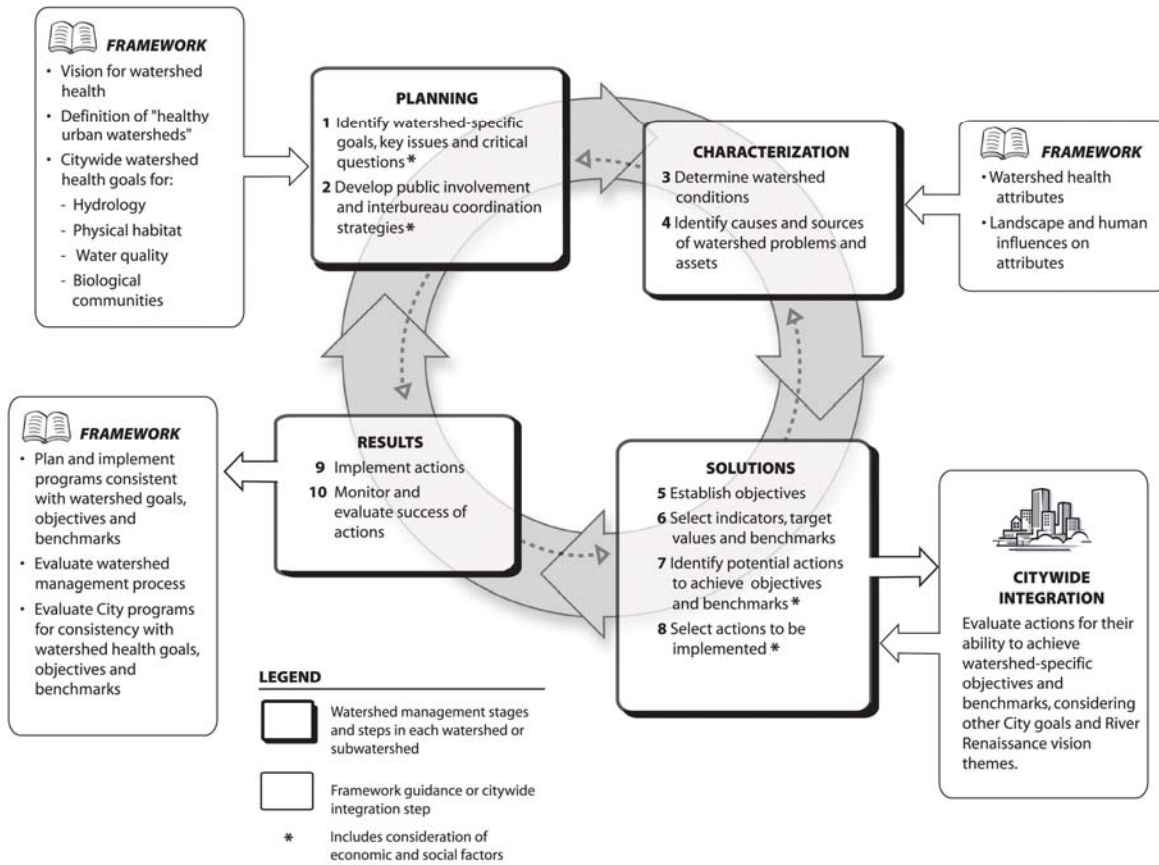 FRAMEWORK
• Vision for watershed
health
• Definition of "healthy
urban watersheds"
• Citywide watershed
health goals for:
- Hydrology
- Physical habitat
- Water quality
- Biological
communities
PLANNING
1 Identify watershed-specific
goals, key issues and critical
questions*
2 Develop public involvement
and interbureau coordination
strategies*
CHARACTERIZATION
3 Determine watershed
conditions
4 Identify causes and sources
of watershed problems and
assets
FRAMEWORK
• Watershed health
attributes
• Landscape and human
influences on
attributes
FRAMEWORK
• Plan and implement
programs consistent
with watershed goals,
objectives and
benchmarks
• Evaluate watershed
management process
• Evaluate City programs
for consistency with
watershed health goals,
objectives and
benchmarks
RESULTS
9 Implement actions
10 Monitor and
evaluate success of
actions
SOLUTIONS
5 Establish objectives
6 Select indicators, target
values and benchmarks
7 Identify potential actions
to achieve objectives
and benchmarks*
8 Select actions to be
implemented*
CITYWIDE
INTEGRATION
Evaluate actions for their
ability to achieve
watershed-specific
objectives and
benchmarks, considering
other City goals and River
Renaissance vision
themes.
LEGEND
Watershed management stages
and steps in each watershed or
subwatershed
Framework guidance or citywide
integration step
* Includes consideration of
economic and social factors